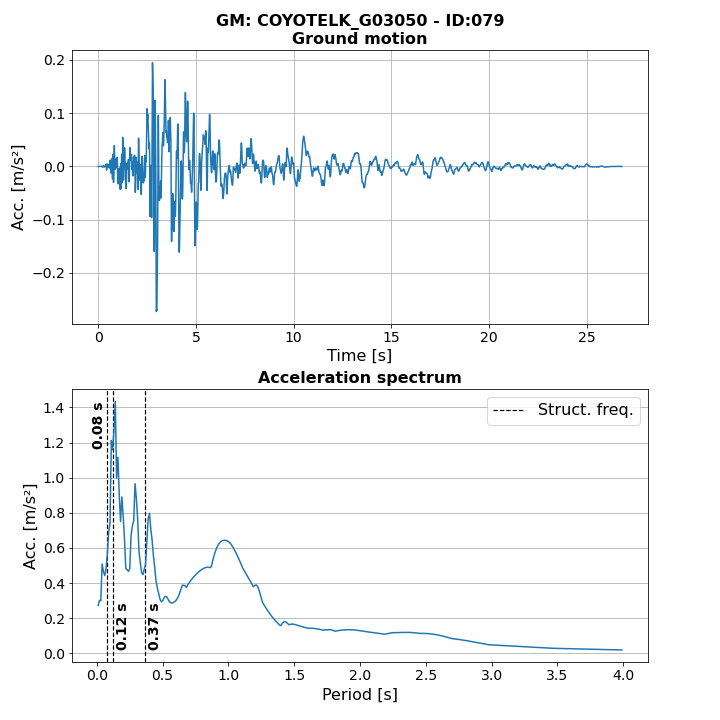 GM: COYOTELK_G03050 - ID:079
Ground motion
0.2
0.1
0.0
−0.1
−0.2
Acc. [m/s²]
0 5 10 15 20 25
Time [s]
Acceleration spectrum
1.4
1.2
1.0
0.8
0.6
0.4
0.2
0.0
Acc. [m/s²]
Struct. freq.
0.08 s
0.12 s
0.37 s
0.0 0.5 1.0 1.5 2.0 2.5 3.0 3.5 4.0
Period [s]